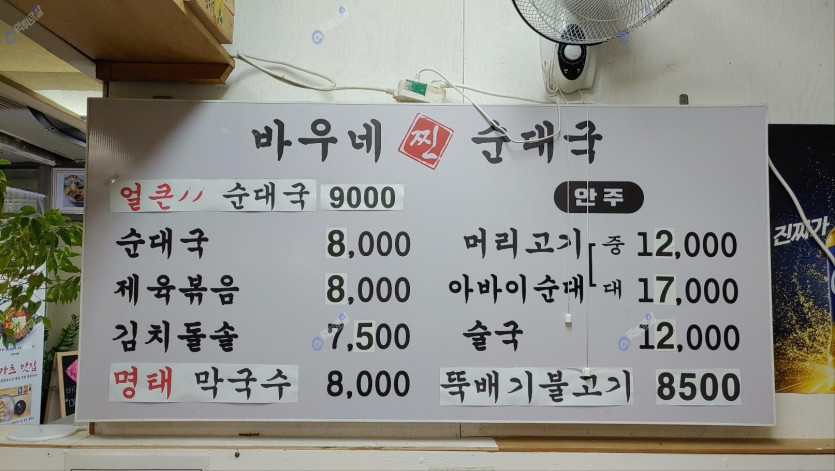 바우네 찐 순대국
얼큰〃 순대국 9000
순대국 8,000
제육볶음 8,000
김치돌솥 7,500
명태 막국수 8,000
안주
머리고기 중 12,000
아바이순대 대 17,000
술국 12,000
뚝배기불고기 8500
진짜가
맛집